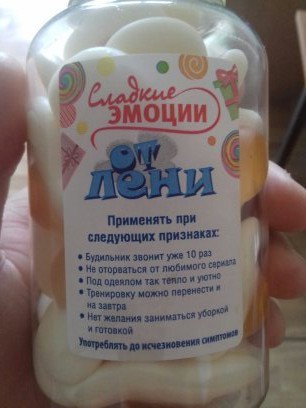 Сладкие
ЭМОЦИИ
от
лени
Применять при
следующих признаках:
• Будильник звонит уже 10 раз
• Не оторваться от любимого сериала
• Под одеялом так тепло и уютно
• Тренировку можно перенести и
на завтра
• Нет желания заниматься уборкой
и готовкой
Употреблять до исчезновения симптомов